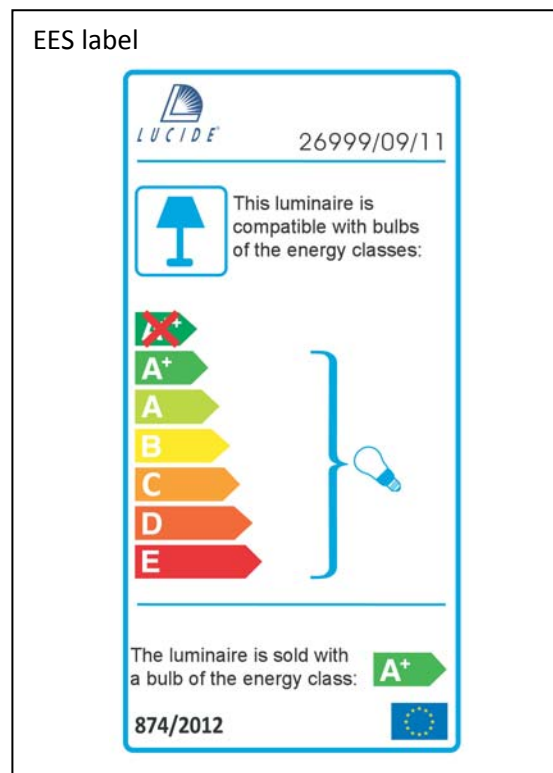 EES label
LUCIDE
26999/09/11
This luminaire is
compatible with bulbs
of the energy classes:
A++
A+
A
B
C
D
E
The luminaire is sold with
a bulb of the energy class:
A+
874/2012